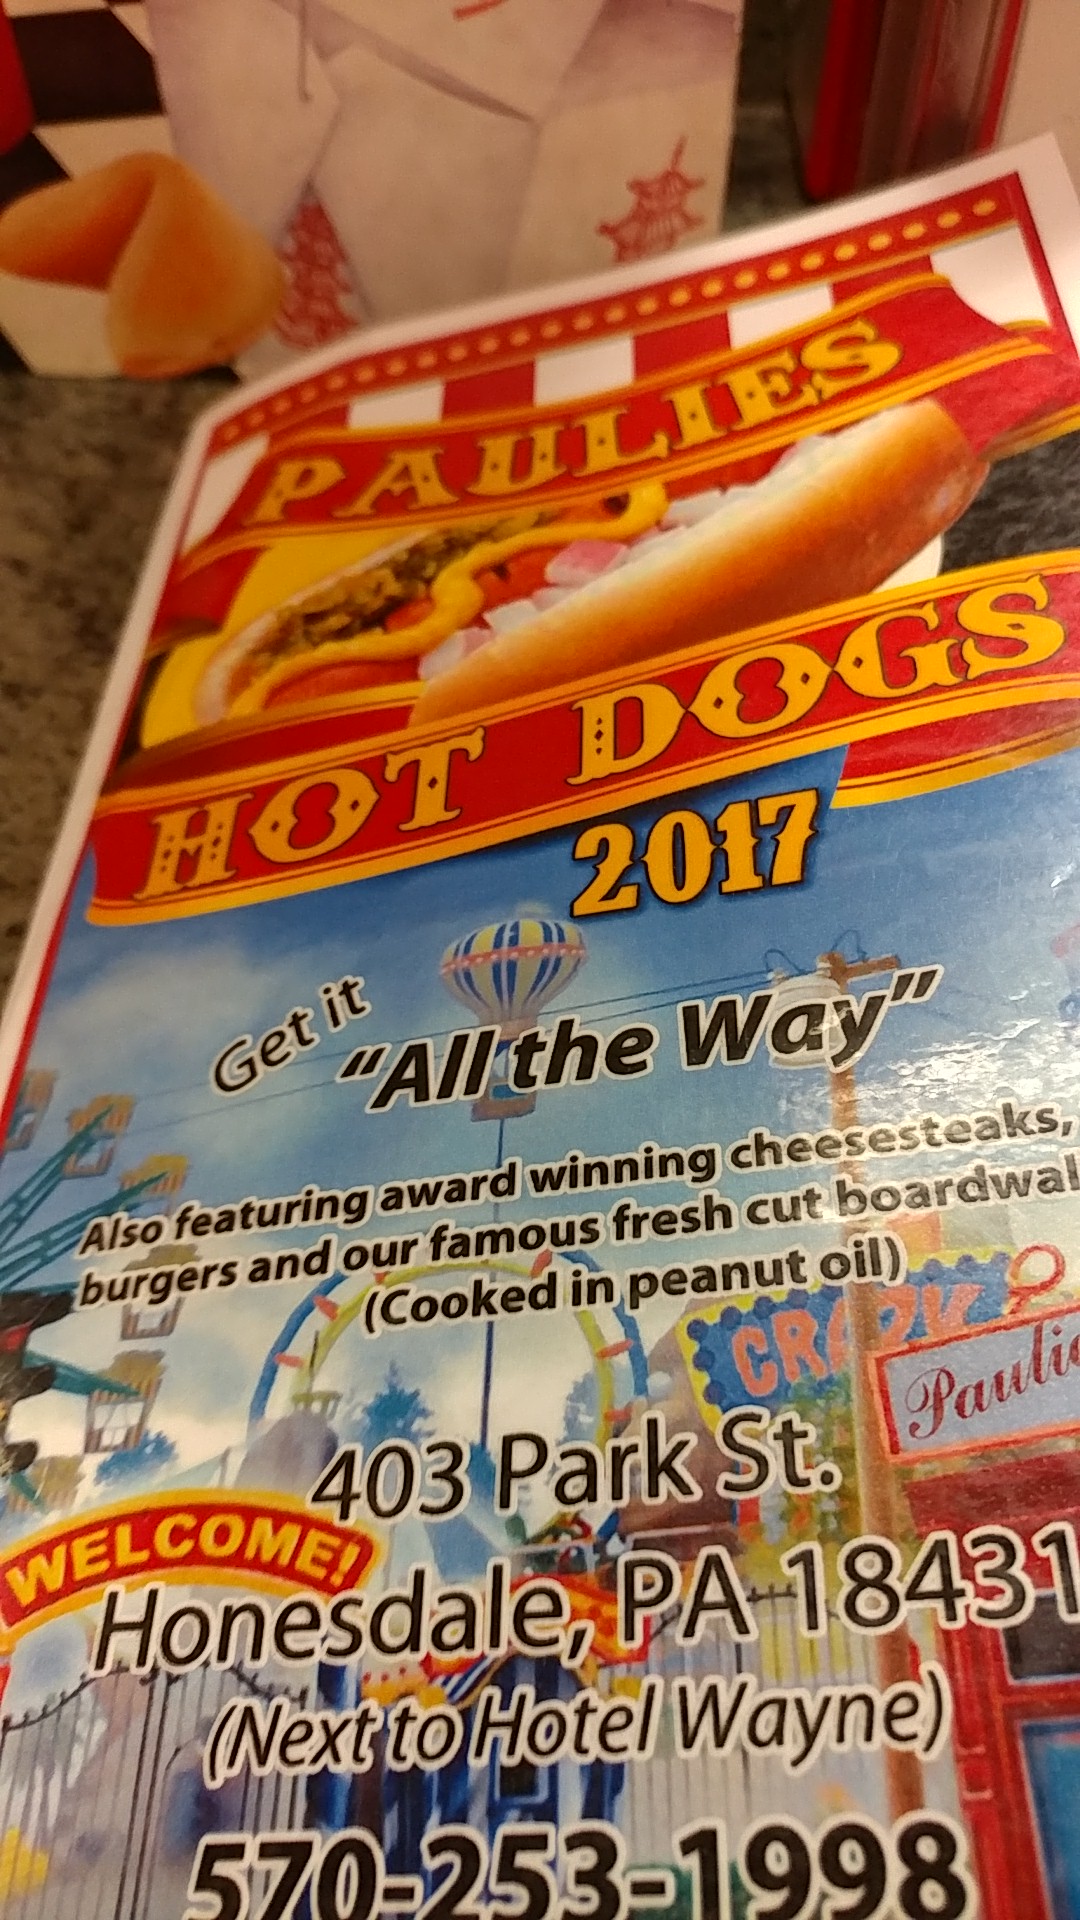 PAULIES
HOT DOGS
2017
Get it
"All the Way"
Also featuring award winning cheesesteaks,
burgers and our famous fresh cut
(Cooked in peanut oil)
CRAZY
403 Park St.
WELCOME!
Honesdale, PA 18431
(Next to Hotel Wayne)
570-253-1998